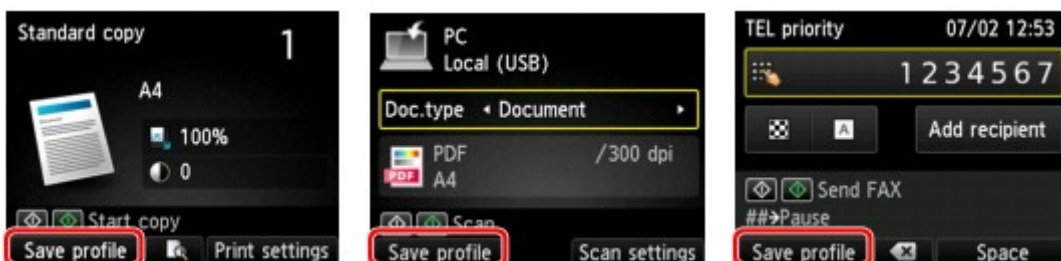 Standard copy
1
A4
100%
0
Start copy
Save profile
Print settings
PC
Local (USB)
Doc.type Document
PDF /300 dpi
PDF
A4
Scan
Save profile
Scan settings
TEL priority 07/02 12:53
1234567
A
Add recipient
Send FAX
##→Pause
Save profile
Space